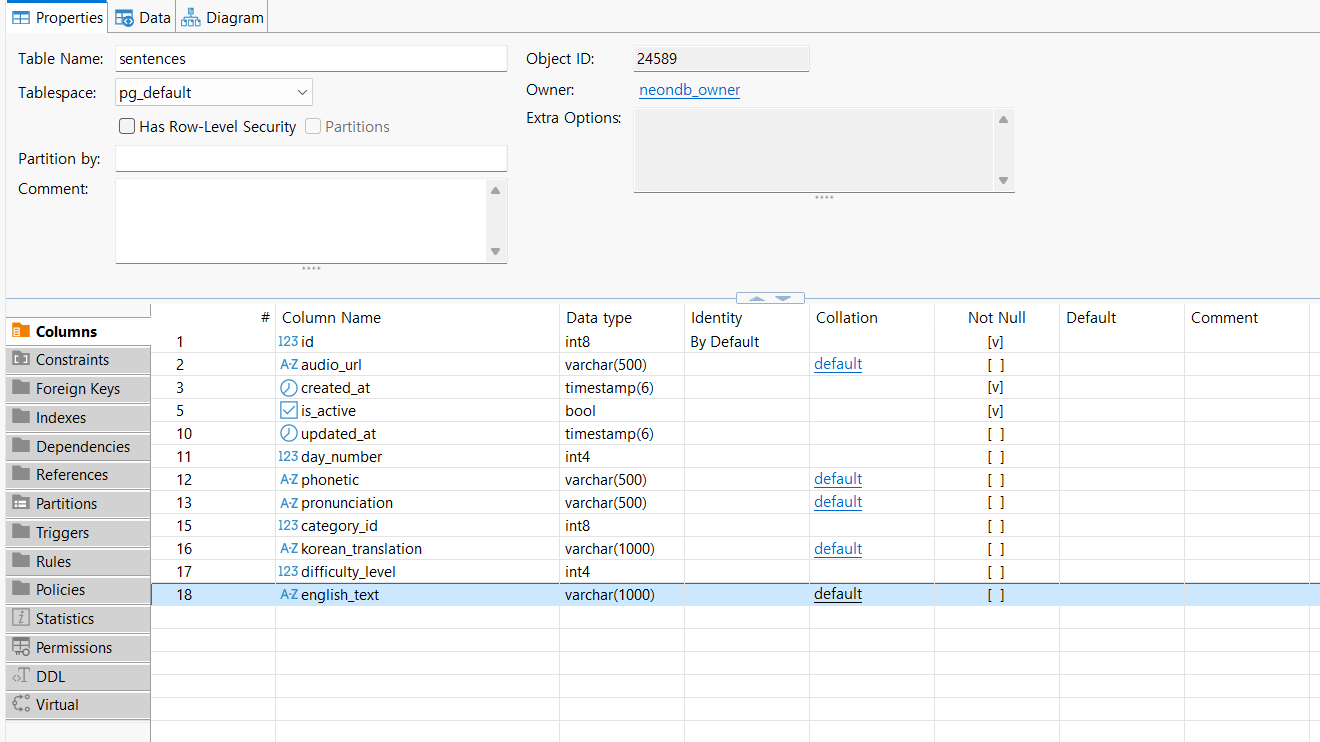 Properties Data Diagram
Table Name: sentences Object ID: 24589
Tablespace: pg_default Owner: neondb_owner
Has Row-Level Security Partitions Extra Options:
Partition by:
Comment:
# Column Name Data type Identity Collation Not Null Default Comment
Columns
Constraints
Foreign Keys
Indexes
Dependencies
References
Partitions
Triggers
Rules
Policies
Statistics
Permissions
DDL
Virtual
1 123 id int8 By Default [v]
2 A-Z audio_url varchar(500) default [ ]
3 created_at timestamp(6) [v]
5 is_active bool [v]
10 updated_at timestamp(6) [ ]
11 123 day_number int4 [ ]
12 A-Z phonetic varchar(500) default [ ]
13 A-Z pronunciation varchar(500) default [ ]
15 123 category_id int8 [ ]
16 A-Z korean_translation varchar(1000) default [ ]
17 123 difficulty_level int4 [ ]
18 A-Z english_text varchar(1000) default [ ]